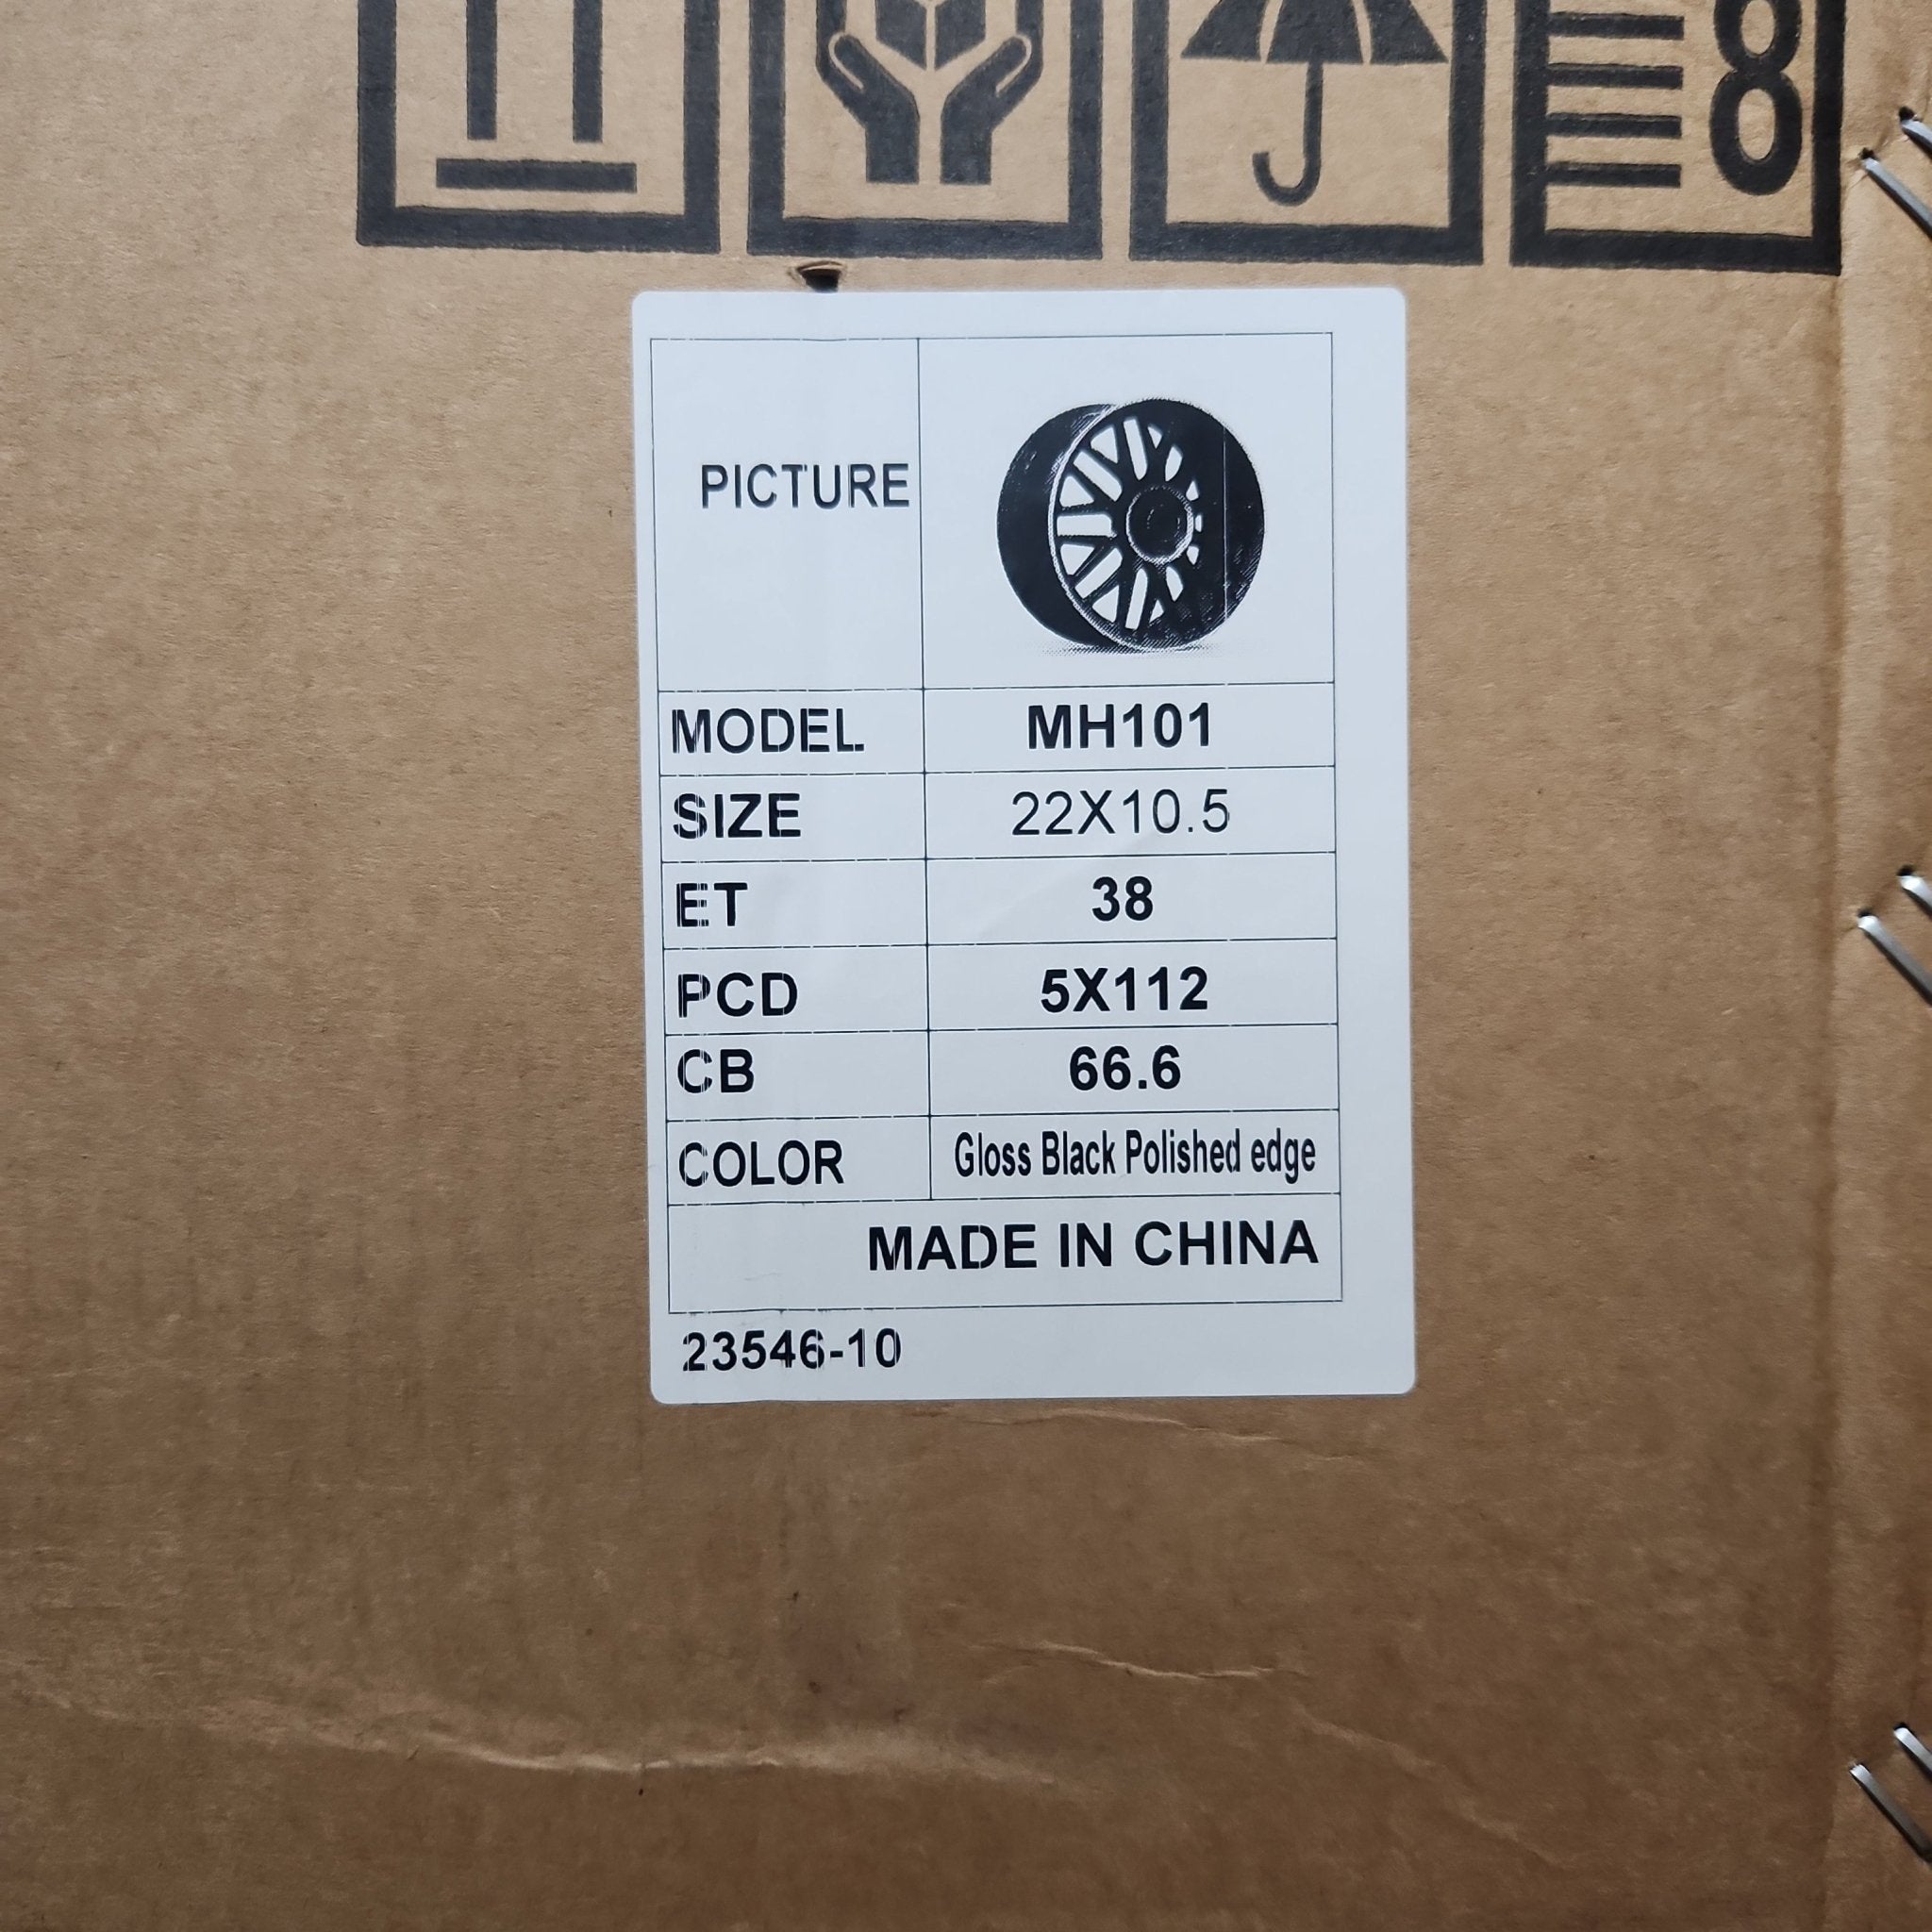 8
PICTURE
MODEL MH101
SIZE 22X10.5
ET 38
PCD 5X112
CB 66.6
COLOR Gloss Black Polished edge
MADE IN CHINA
23546-10